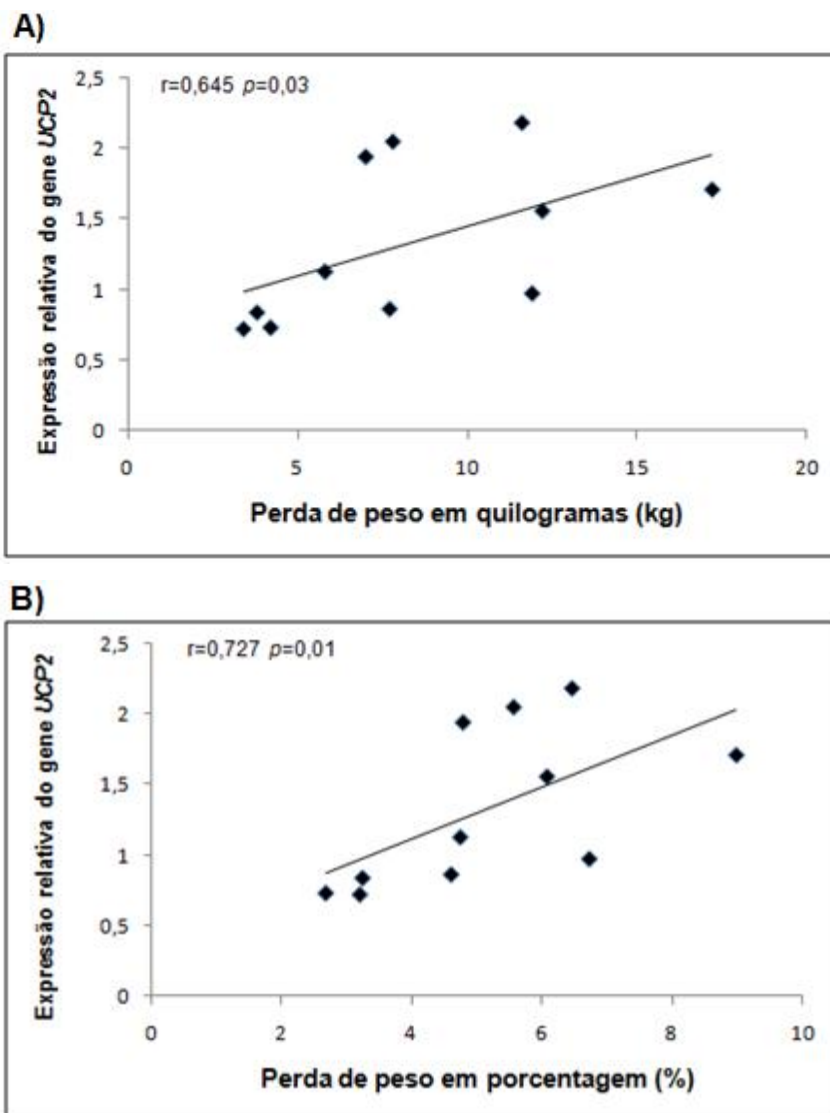 A)
r=0,645 p=0,03
Expressão relativa do gene UCP2
2,5
2
1,5
1
0,5
0
0 5 10 15 20
Perda de peso em quilogramas (kg)
B)
r=0,727 p=0,01
Expressão relativa do gene UCP2
2,5
2
1,5
1
0,5
0
0 2 4 6 8 10
Perda de peso em porcentagem (%)